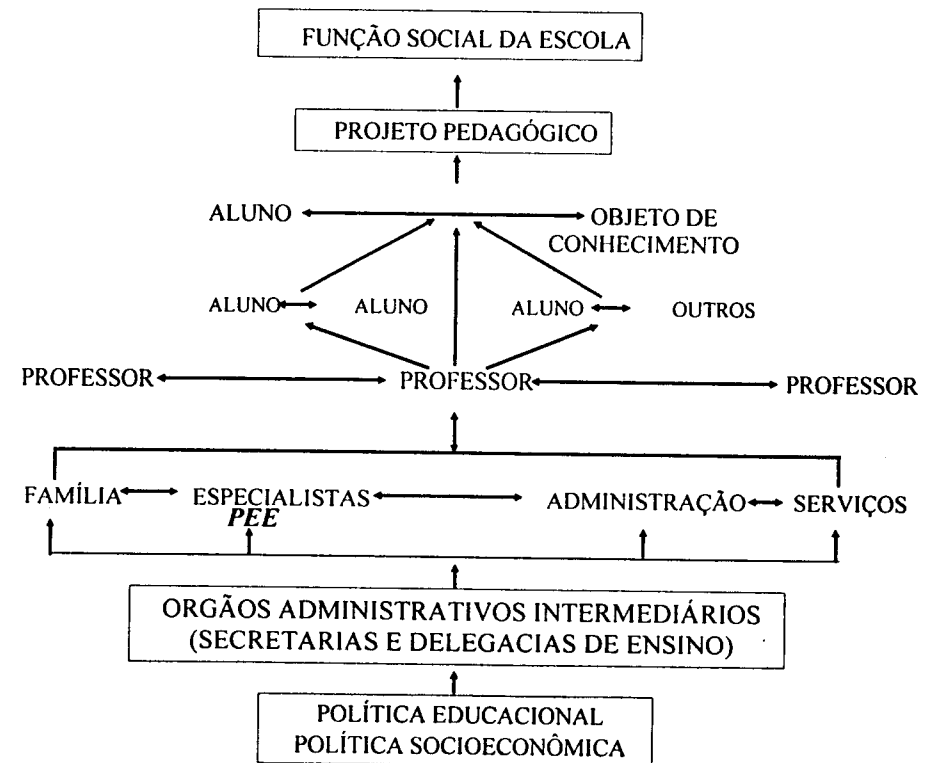 FUNÇÃO SOCIAL DA ESCOLA
PROJETO PEDAGÓGICO
ALUNO OBJETO DE
CONHECIMENTO
ALUNO ALUNO ALUNO OUTROS
PROFESSOR PROFESSOR PROFESSOR
FAMÍLIA ESPECIALISTAS ADMINISTRAÇÃO SERVIÇOS
PEE
ORGÃOS ADMINISTRATIVOS INTERMEDIÁRIOS
(SECRETARIAS E DELEGACIAS DE ENSINO)
POLÍTICA EDUCACIONAL
POLÍTICA SOCIOECONÔMICA